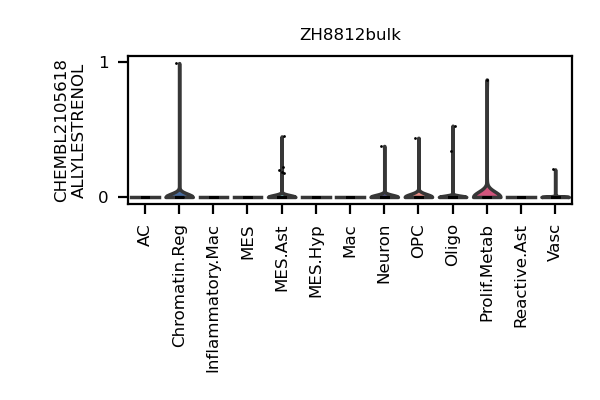 ZH8812bulk
CHEMBL2105618
ALLYLESTRENOL
1
0
AC
Chromatin.Reg
Inflammatory.Mac
MES
MES.Ast
MES.Hyp
Mac
Neuron
OPC
Oligo
Prolif.Metab
Reactive.Ast
Vasc